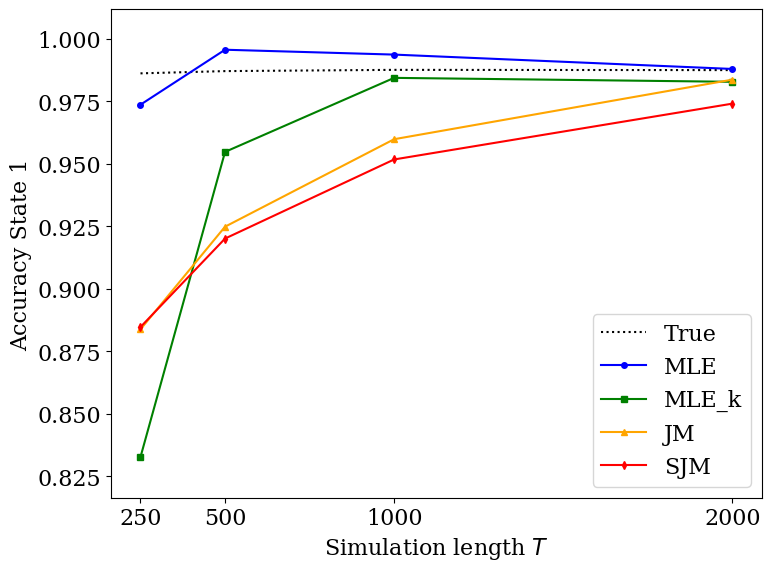 1.000
0.975
0.950
0.925
0.900
0.875
0.850
0.825
Accuracy State 1
250 500 1000 2000
Simulation length T
True
MLE
MLE_k
JM
SJM